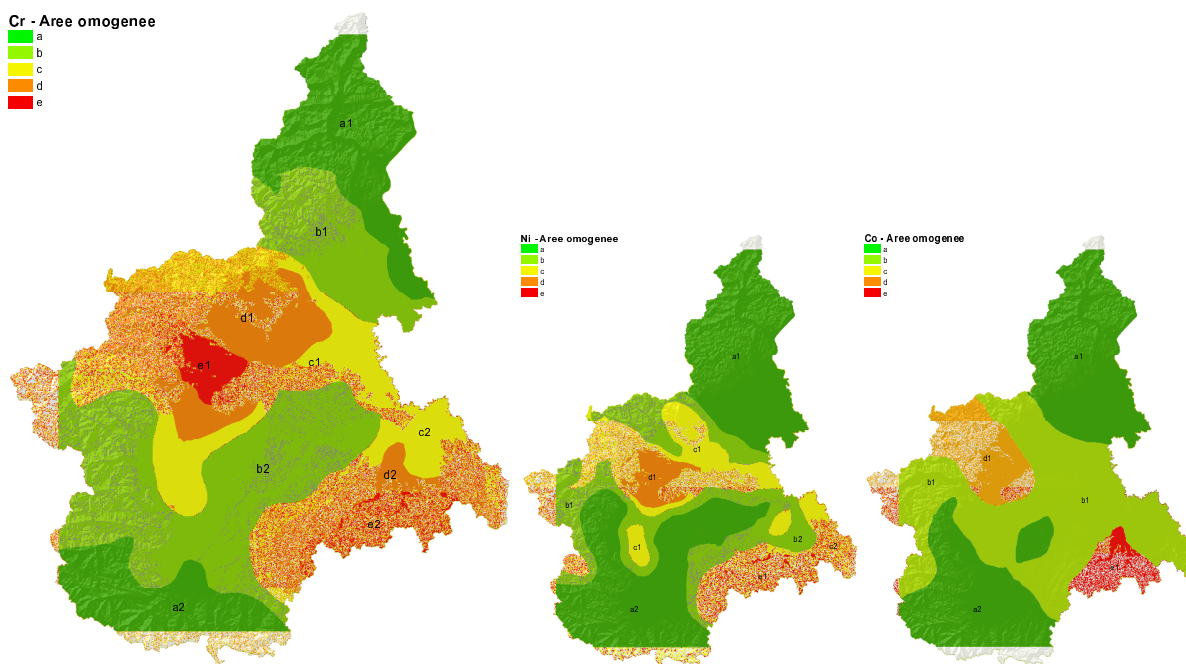 Cr - Aree omogenee
a
b
c
d
e
a1
b1
d1
e1
c1
c2
b2
d2
e2
a2
Ni - Aree omogenee
a
b
c
d
e
a1
c1
d1
b1
c1
b2
c2
e1
a2
Co - Aree omogenee
a
b
c
d
e
a1
d1
b1
b1
a2